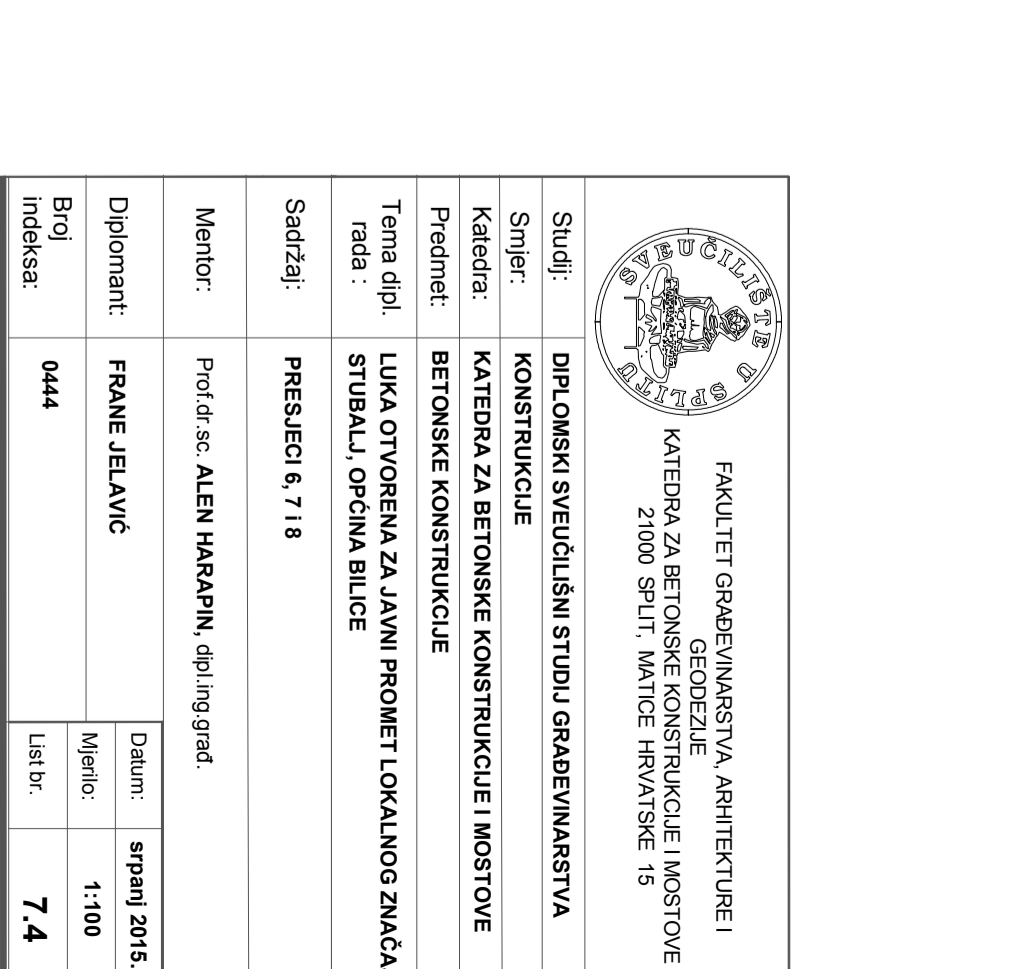 SVEUČILIŠTE U SPLITU
FAKULTET GRAĐEVINARSTVA, ARHITEKTURE I
GEODEZIJE
KATEDRA ZA BETONSKE KONSTRUKCIJE I MOSTOVE
21000 SPLIT, MATICE HRVATSKE 15
Studij: DIPLOMSKI SVEUČILIŠNI STUDIJ GRAĐEVINARSTVA
Smjer: KONSTRUKCIJE
Katedra: KATEDRA ZA BETONSKE KONSTRUKCIJE I MOSTOVE
Predmet: BETONSKE KONSTRUKCIJE
Tema dipl. LUKA OTVORENA ZA JAVNI PROMET LOKALNOG ZNAČA
rada : STUBALJ, OPĆINA BILICE
Sadržaj: PRESJECI 6, 7 i 8
Mentor: Prof.dr.sc. ALEN HARAPIN, dipl.ing.građ.
Diplomant: FRANE JELAVIĆ
Datum: srpanj 2015.
Mjerilo: 1:100
Broj
indeksa: 0444
List br. 7.4